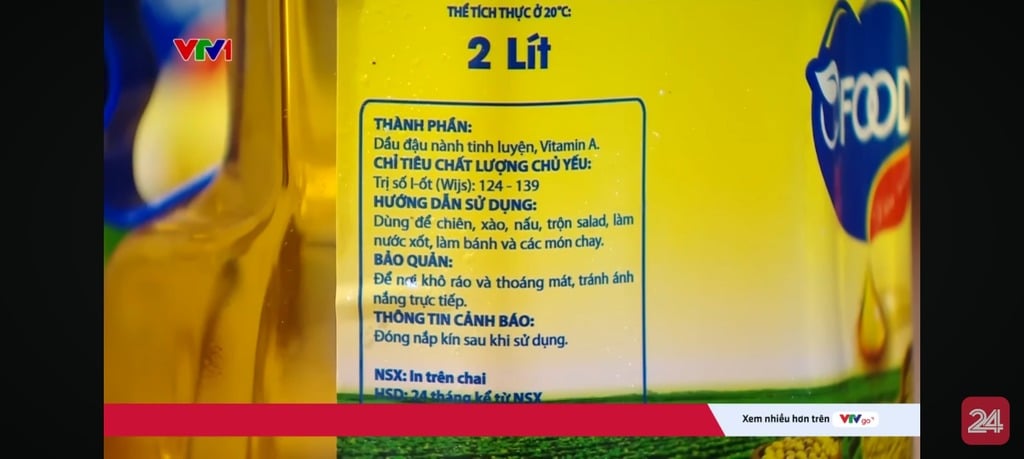 VTV1
THỂ TÍCH THỰC Ở 20°C:
2 Lít
THÀNH PHẦN:
Dầu đậu nành tinh luyện, Vitamin A.
CHỈ TIÊU CHẤT LƯỢNG CHỦ YẾU:
Trị số I-ốt (Wijs): 124 - 139
HƯỚNG DẪN SỬ DỤNG:
Dùng để chiên, xào, nấu, trộn salad, làm
nước xốt, làm bánh và các món chay.
BẢO QUẢN:
Để nơi khô ráo và thoáng mát, tránh ánh
nắng trực tiếp.
THÔNG TIN CẢNH BÁO:
Đóng nắp kín sau khi sử dụng.
NSX: In trên chai
HSD: 24 tháng kể từ NSX
FOOD
Xem nhiều hơn trên VTVgo
24